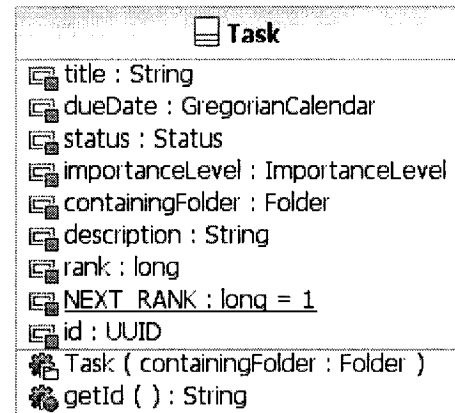 Task
title : String
dueDate : GregorianCalendar
status : Status
importanceLevel : ImportanceLevel
containingFolder : Folder
description : String
rank : long
NEXT_RANK : long = 1
id : UUID
Task ( containingFolder : Folder )
getId ( ) : String